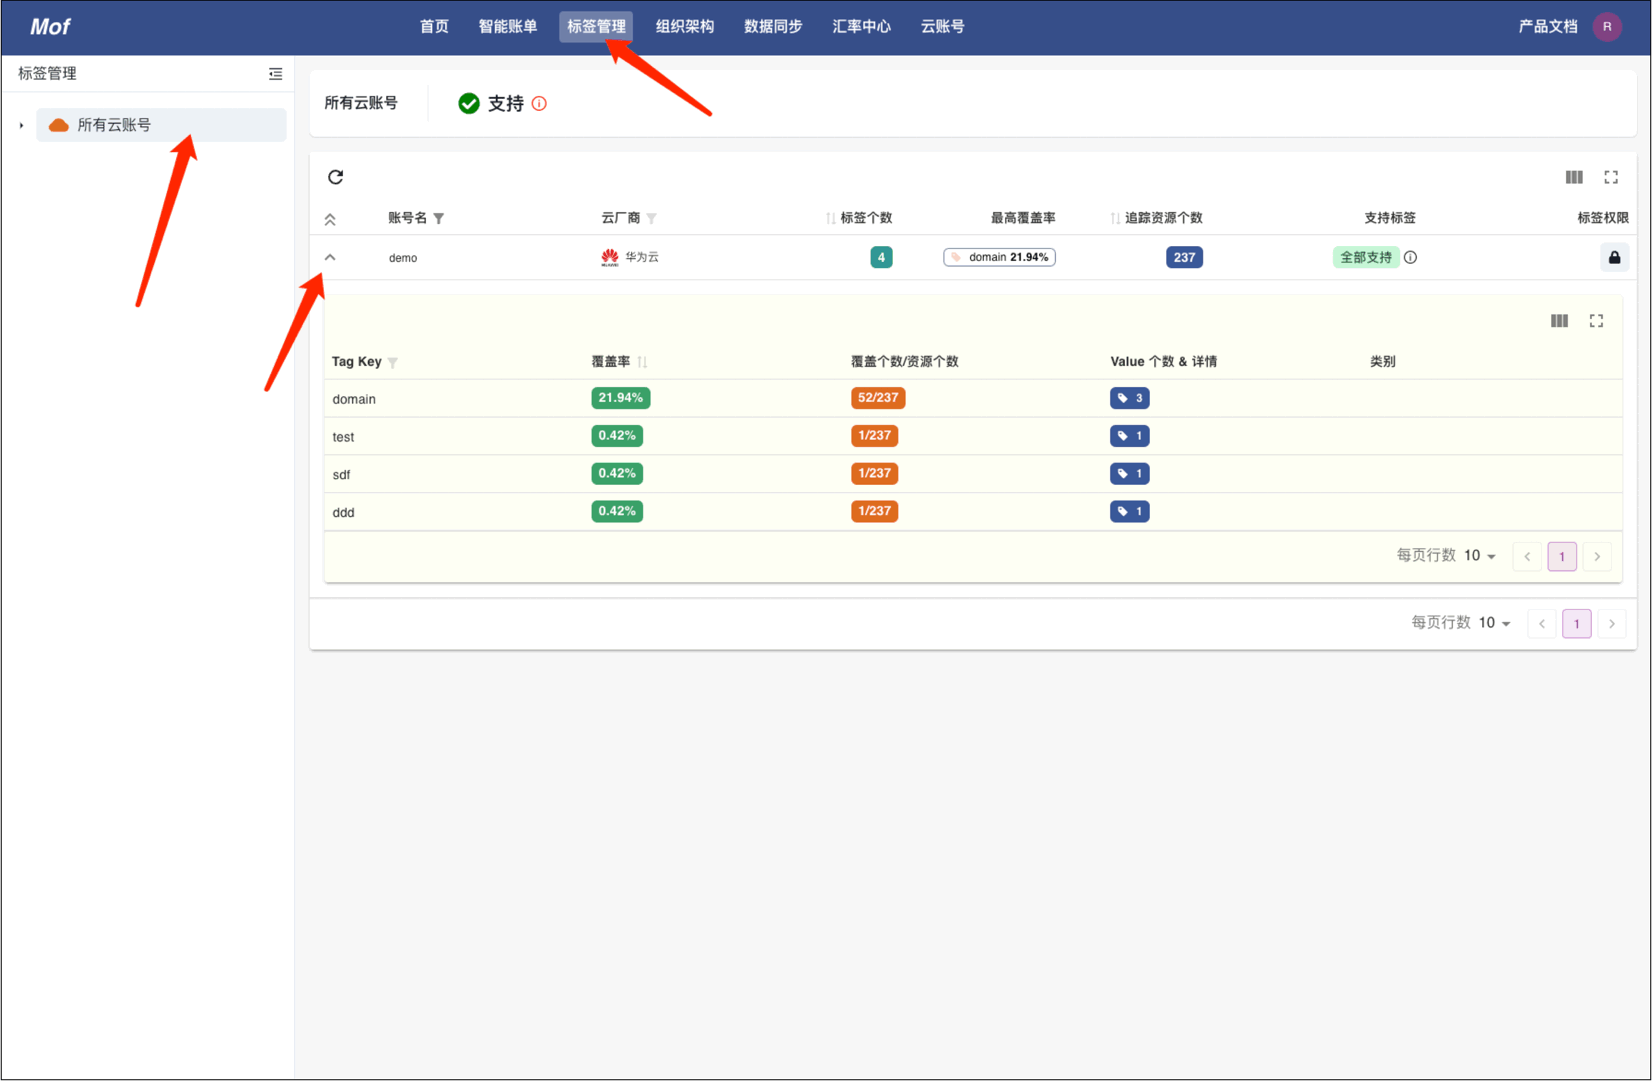 Mof 首页 智能账单 标签管理 组织架构 数据同步 汇率中心 云账号 产品文档 R
标签管理
所有云账号
所有云账号 支持
账号名 云厂商 标签个数 最高覆盖率 追踪资源个数 支持标签 标签权限
demo 华为云 4 domain 21.94% 237 全部支持
Tag Key 覆盖率 覆盖个数/资源个数 Value 个数 & 详情 类别
domain 21.94% 52/237 3
test 0.42% 1/237 1
sdf 0.42% 1/237 1
ddd 0.42% 1/237 1
每页行数 10 1
每页行数 10 1